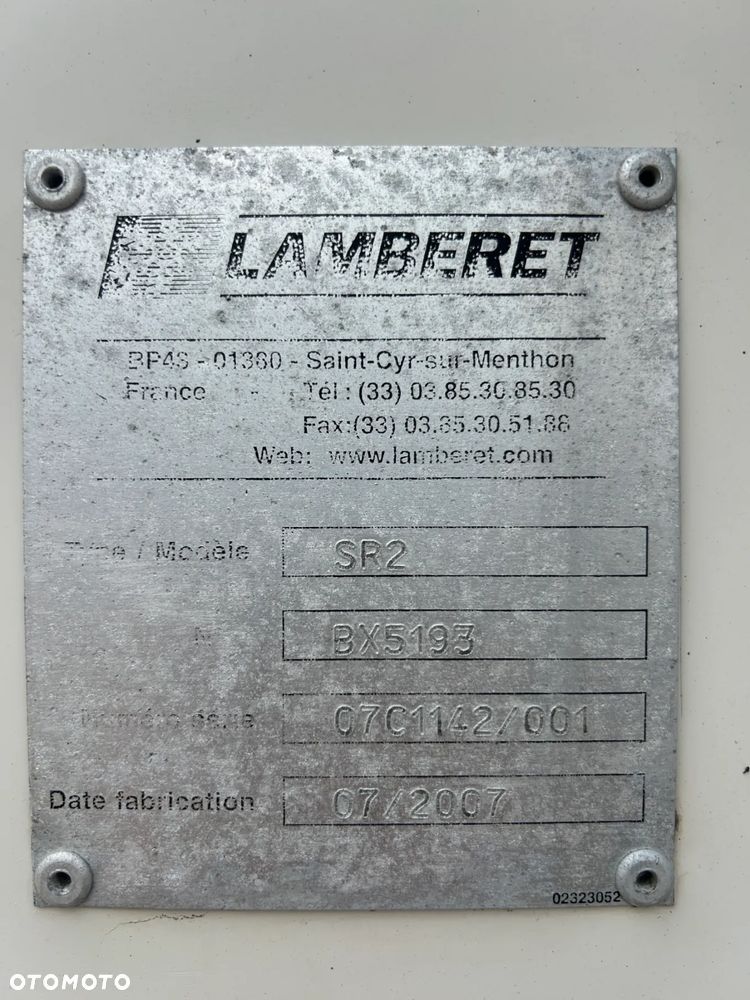 LAMBERET
BP43 - 01380 - Saint-Cyr-sur-Menthon
France - Tél : (33) 03.85.30.85.30
Fax:(33) 03.85.30.51.88
Web: www.lamberet.com
Type / Modèle SR2
N BX5193
Numéro série 07C1142/001
Date fabrication 07/2007
02323052
OTOMOTO